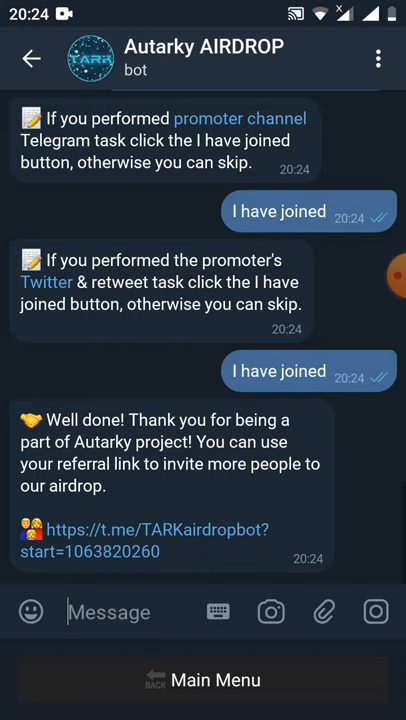 20:24
Autarky AIRDROP
TARK
bot
📝 If you performed promoter channel
Telegram task click the I have joined
button, otherwise you can skip.
20:24
I have joined
20:24
📝 If you performed the promoter's
Twitter & retweet task click the I have
joined button, otherwise you can skip.
20:24
I have joined
20:24
🤝 Well done! Thank you for being a
part of Autarky project! You can use
your referral link to invite more people to
our airdrop.
👨‍👩‍👦 https://t.me/TARKairdropbot?
start=1063820260
20:24
Message
🔙 Main Menu